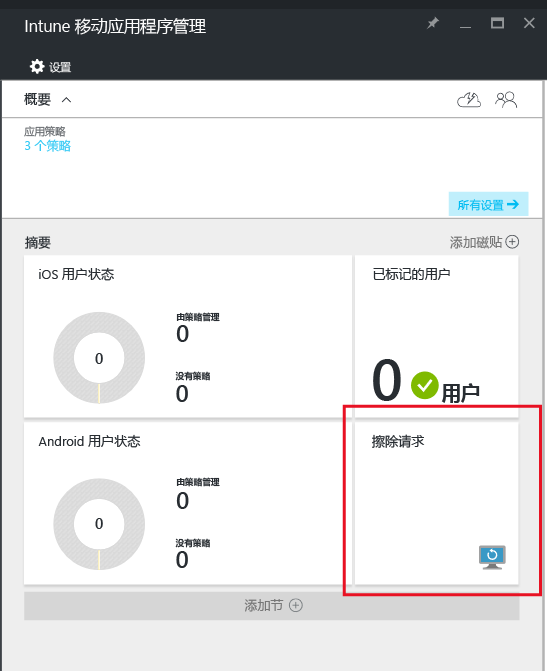 Intune 移动应用程序管理
设置
概要
应用策略
3 个策略
所有设置
摘要
添加磁贴
iOS 用户状态
0
由策略管理
0
没有策略
0
已标记的用户
0 用户
Android 用户状态
0
由策略管理
0
没有策略
0
擦除请求
添加节